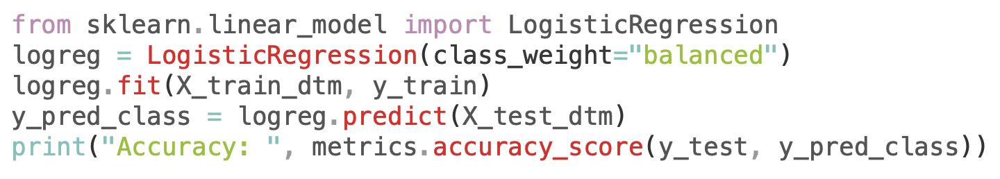 from sklearn.linear_model import LogisticRegression
logreg = LogisticRegression(class_weight="balanced")
logreg.fit(X_train_dtm, y_train)
y_pred_class = logreg.predict(X_test_dtm)
print("Accuracy: ", metrics.accuracy_score(y_test, y_pred_class))